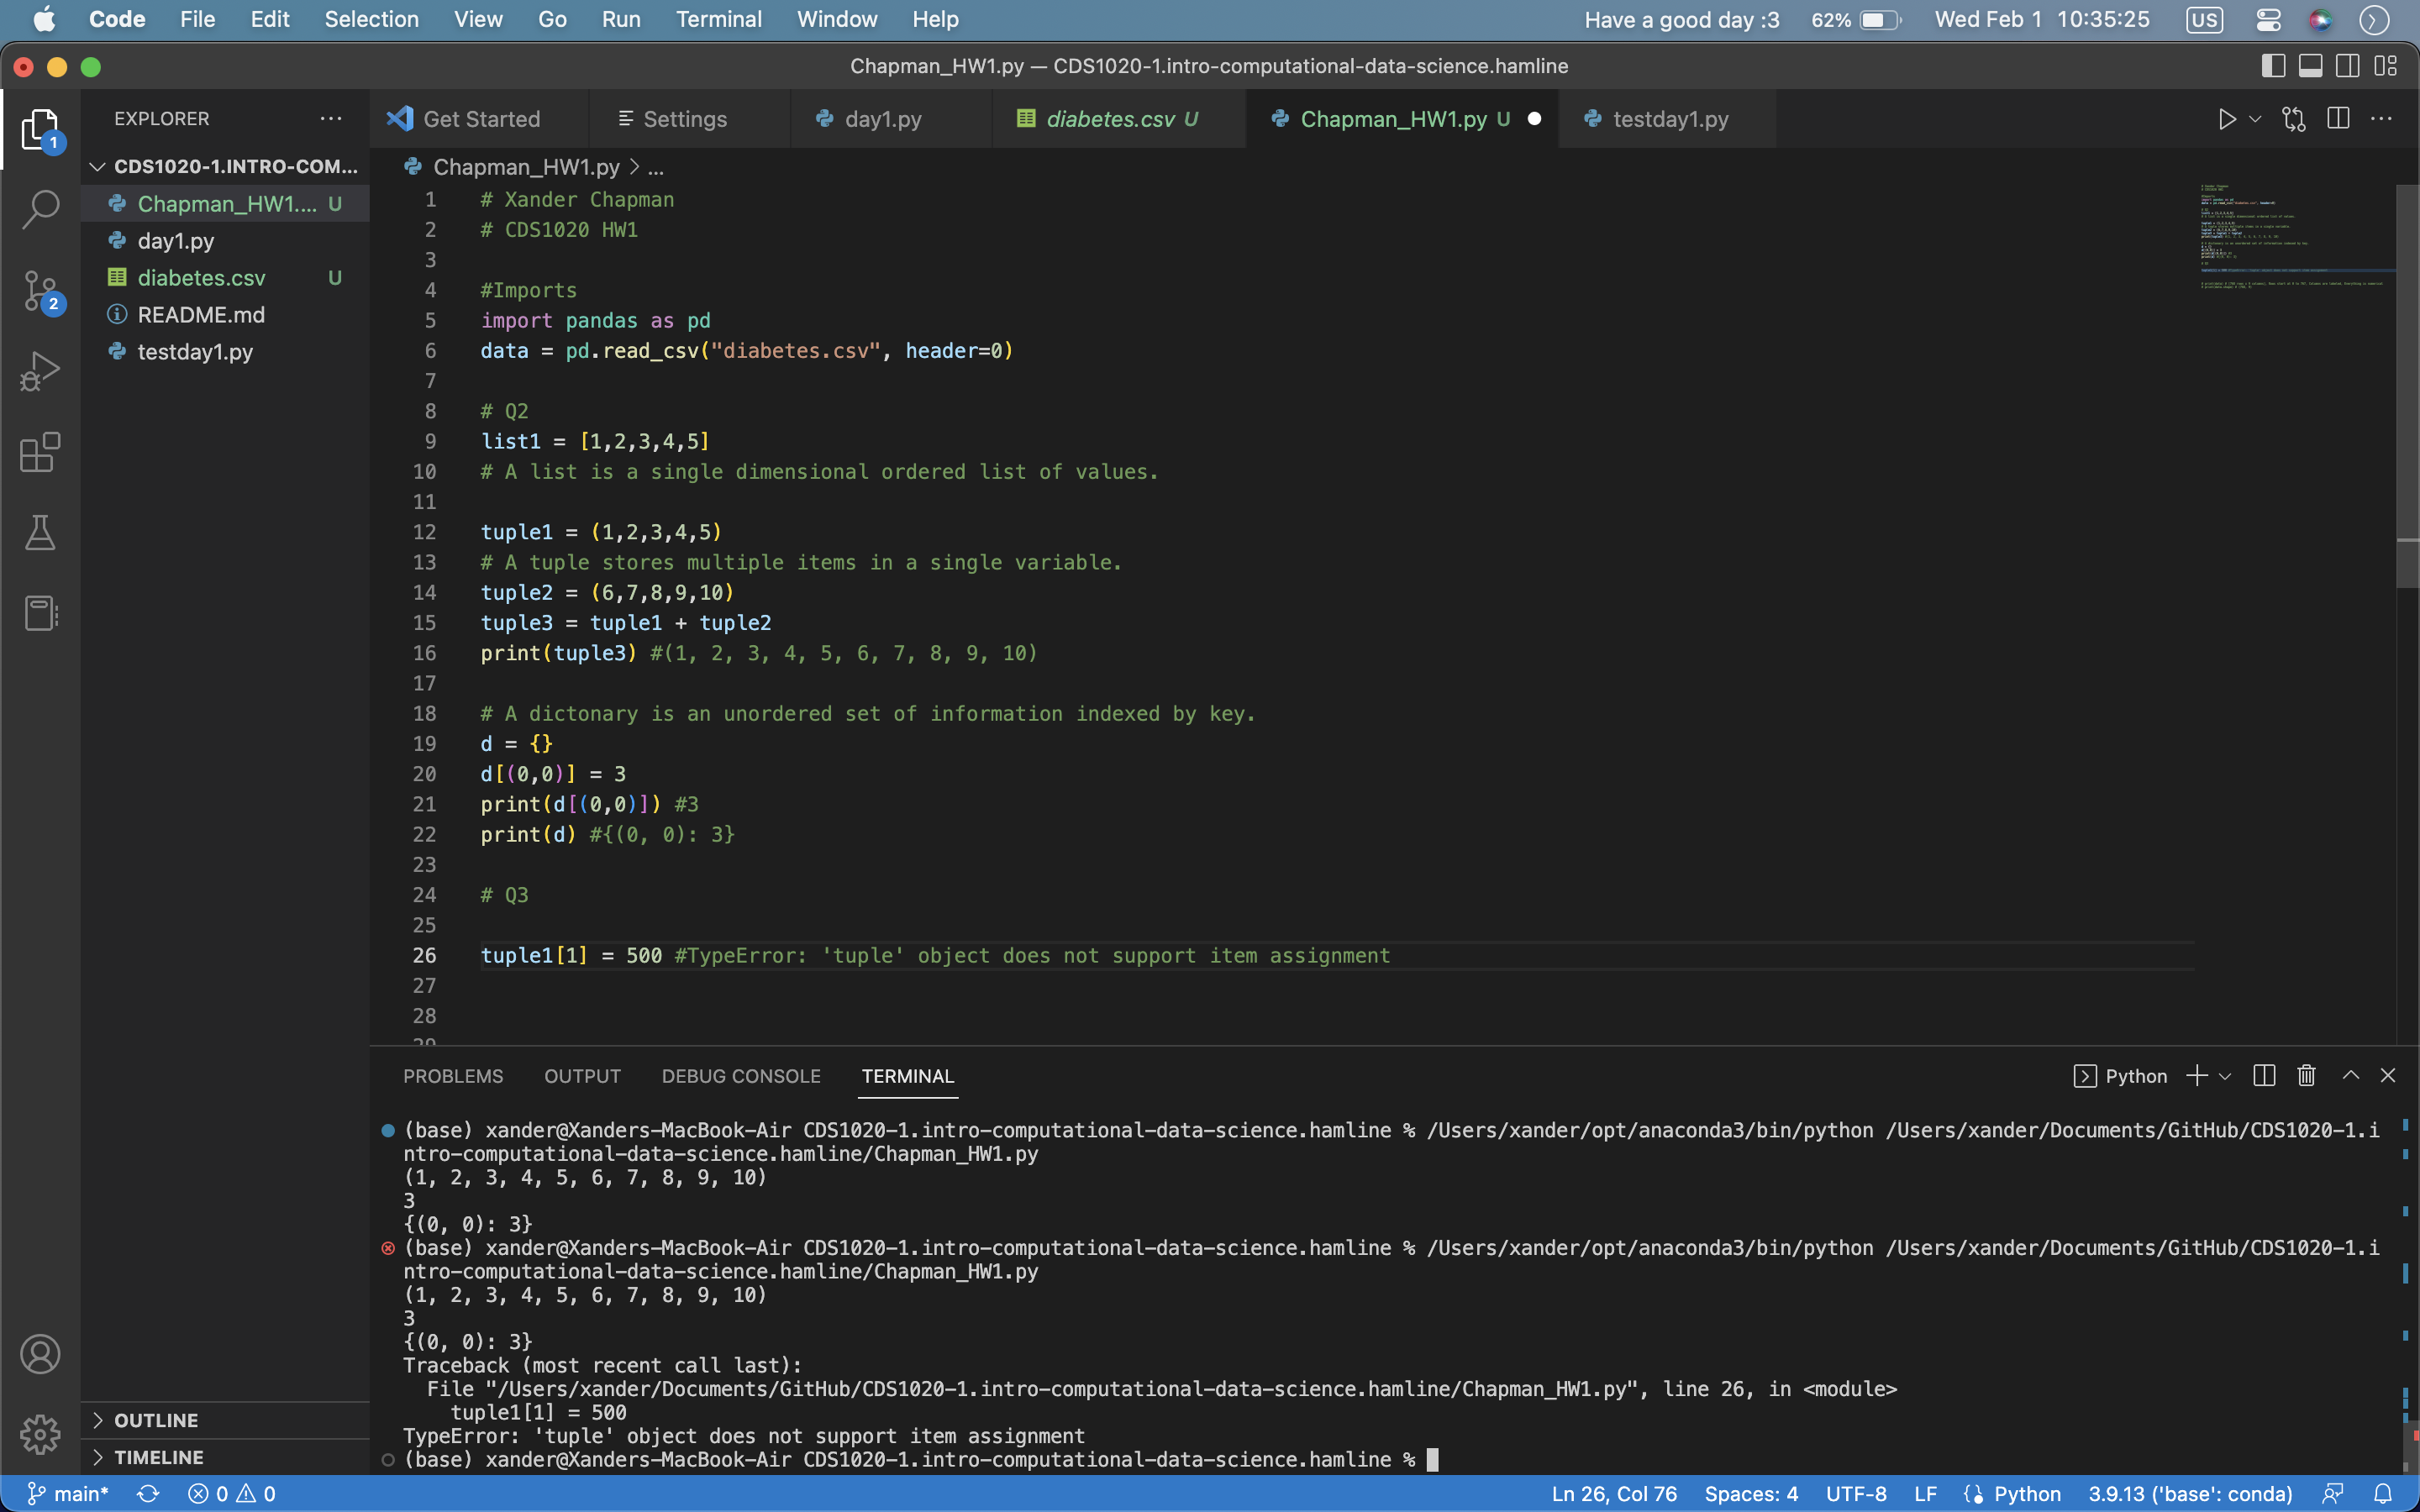 Code File Edit Selection View Go Run Terminal Window Help Have a good day :3 62% Wed Feb 1 10:35:25 US
Chapman_HW1.py — CDS1020-1.intro-computational-data-science.hamline
EXPLORER
Get Started Settings day1.py diabetes.csv U Chapman_HW1.py U testday1.py
1
CDS1020-1.INTRO-COM...
Chapman_HW1.... U
day1.py
diabetes.csv U
README.md
testday1.py
2
Chapman_HW1.py > ...
1 # Xander Chapman
2 # CDS1020 HW1
3
4 #Imports
5 import pandas as pd
6 data = pd.read_csv("diabetes.csv", header=0)
7
8 # Q2
9 list1 = [1,2,3,4,5]
10 # A list is a single dimensional ordered list of values.
11
12 tuple1 = (1,2,3,4,5)
13 # A tuple stores multiple items in a single variable.
14 tuple2 = (6,7,8,9,10)
15 tuple3 = tuple1 + tuple2
16 print(tuple3) #(1, 2, 3, 4, 5, 6, 7, 8, 9, 10)
17
18 # A dictonary is an unordered set of information indexed by key.
19 d = {}
20 d[(0,0)] = 3
21 print(d[(0,0)]) #3
22 print(d) #{(0, 0): 3}
23
24 # Q3
25
26 tuple1[1] = 500 #TypeError: 'tuple' object does not support item assignment
27
28
29
PROBLEMS OUTPUT DEBUG CONSOLE TERMINAL Python
(base) xander@Xanders-MacBook-Air CDS1020-1.intro-computational-data-science.hamline % /Users/xander/opt/anaconda3/bin/python /Users/xander/Documents/GitHub/CDS1020-1.i
ntro-computational-data-science.hamline/Chapman_HW1.py
(1, 2, 3, 4, 5, 6, 7, 8, 9, 10)
3
{(0, 0): 3}
(base) xander@Xanders-MacBook-Air CDS1020-1.intro-computational-data-science.hamline % /Users/xander/opt/anaconda3/bin/python /Users/xander/Documents/GitHub/CDS1020-1.i
ntro-computational-data-science.hamline/Chapman_HW1.py
(1, 2, 3, 4, 5, 6, 7, 8, 9, 10)
3
{(0, 0): 3}
Traceback (most recent call last):
File "/Users/xander/Documents/GitHub/CDS1020-1.intro-computational-data-science.hamline/Chapman_HW1.py", line 26, in <module>
tuple1[1] = 500
TypeError: 'tuple' object does not support item assignment
(base) xander@Xanders-MacBook-Air CDS1020-1.intro-computational-data-science.hamline %
OUTLINE
TIMELINE
main* 0 0 Ln 26, Col 76 Spaces: 4 UTF-8 LF Python 3.9.13 ('base': conda)